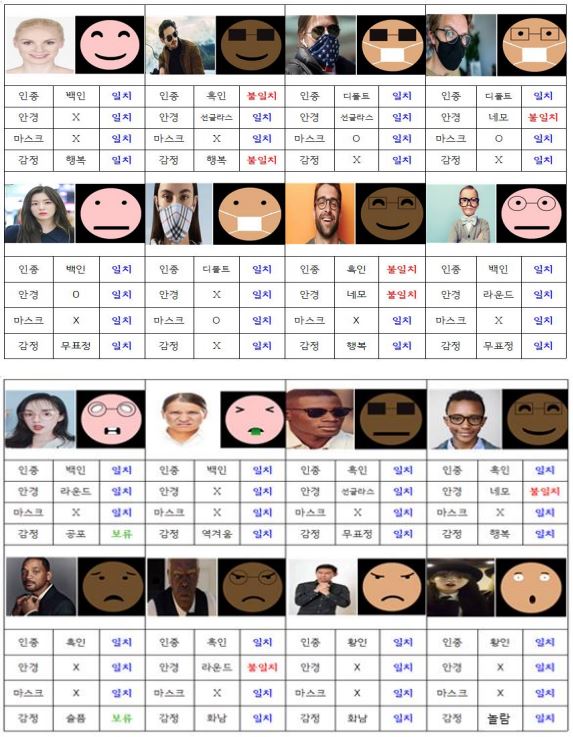 인종 백인 일치 인종 흑인 불일치 인종 디폴트 일치 인종 디폴트 일치
안경 X 일치 안경 선글라스 일치 안경 선글라스 일치 안경 네모 불일치
마스크 X 일치 마스크 X 일치 마스크 O 일치 마스크 O 일치
감정 행복 일치 감정 행복 불일치 감정 X 일치 감정 X 일치
인종 백인 일치 인종 디폴트 일치 인종 흑인 불일치 인종 백인 일치
안경 O 일치 안경 X 일치 안경 네모 불일치 안경 라운드 일치
마스크 X 일치 마스크 O 일치 마스크 X 일치 마스크 X 일치
감정 무표정 일치 감정 X 일치 감정 행복 일치 감정 무표정 일치
인종 백인 일치 인종 백인 일치 인종 흑인 일치 인종 흑인 일치
안경 라운드 일치 안경 X 일치 안경 선글라스 일치 안경 네모 불일치
마스크 X 일치 마스크 X 일치 마스크 X 일치 마스크 X 일치
감정 공포 보류 감정 역겨움 일치 감정 무표정 일치 감정 행복 일치
인종 흑인 일치 인종 흑인 일치 인종 황인 일치 인종 황인 일치
안경 X 일치 안경 라운드 불일치 안경 X 일치 안경 X 일치
마스크 X 일치 마스크 X 일치 마스크 X 일치 마스크 X 일치
감정 슬픔 보류 감정 화남 일치 감정 화남 일치 감정 놀람 일치